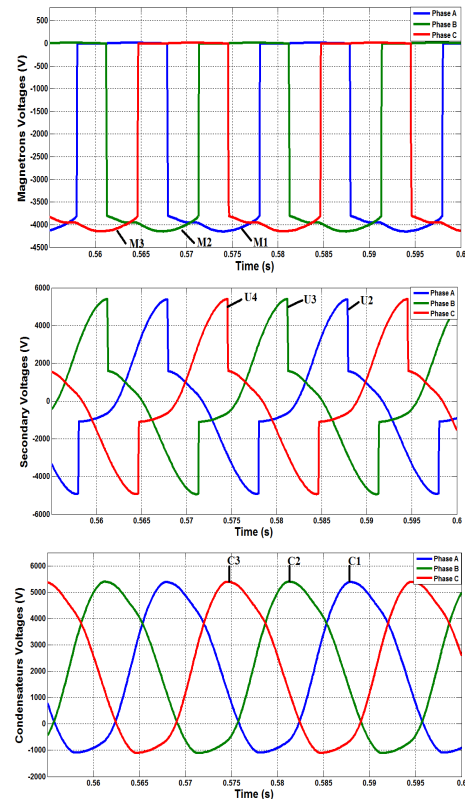 500
0
-500
-1000
-1500
-2000
-2500
-3000
-3500
-4000
-4500
Magnetrons Voltages (V)
Phase A
Phase B
Phase C
M3
M2
M1
0.56 0.565 0.57 0.575 0.58 0.585 0.59 0.595 0.6
Time (s)
6000
4000
2000
0
-2000
-4000
-6000
Secondary Voltages (V)
U4
U3
U2
Phase A
Phase B
Phase C
0.56 0.565 0.57 0.575 0.58 0.585 0.59 0.595 0.6
Time (s)
6000
5000
4000
3000
2000
1000
0
-1000
-2000
Condensateurs Voltages (V)
C3
C2
C1
Phase A
Phase B
Phase C
0.56 0.565 0.57 0.575 0.58 0.585 0.59 0.595 0.6
Time (s)